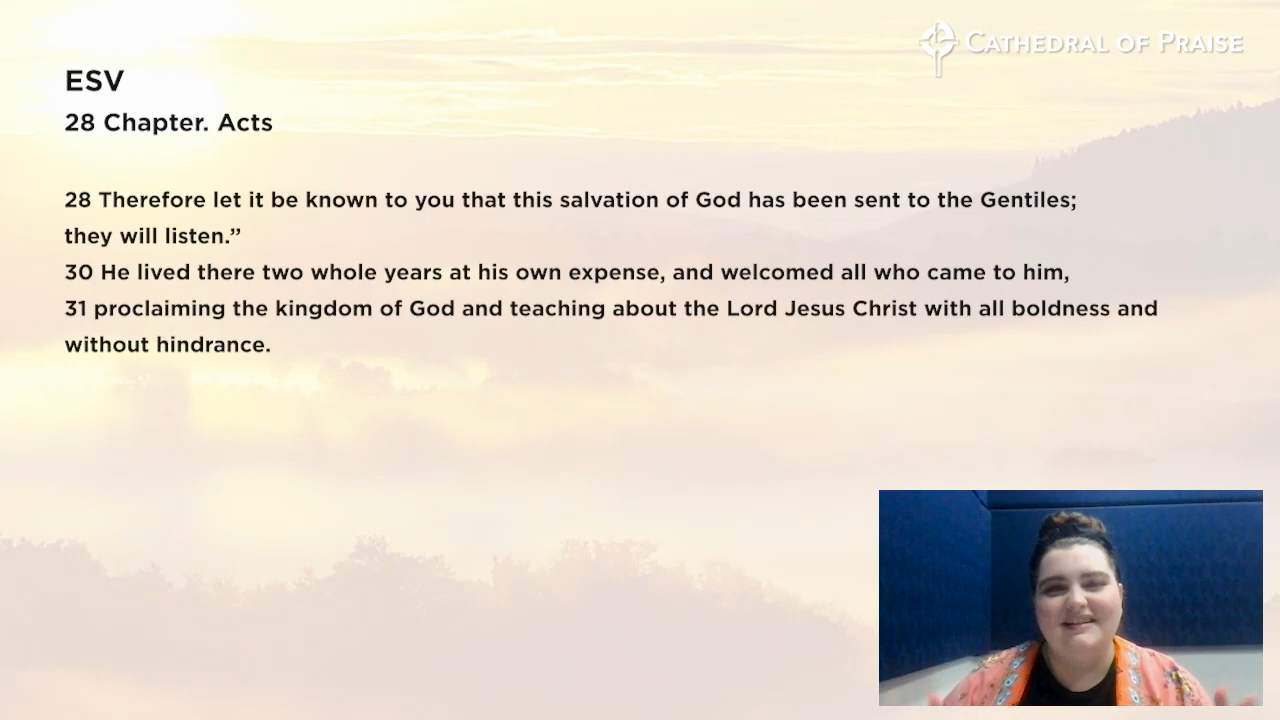 CATHEDRAL OF PRAISE
ESV
28 Chapter. Acts
28 Therefore let it be known to you that this salvation of God has been sent to the Gentiles;
they will listen.”
30 He lived there two whole years at his own expense, and welcomed all who came to him,
31 proclaiming the kingdom of God and teaching about the Lord Jesus Christ with all boldness and
without hindrance.